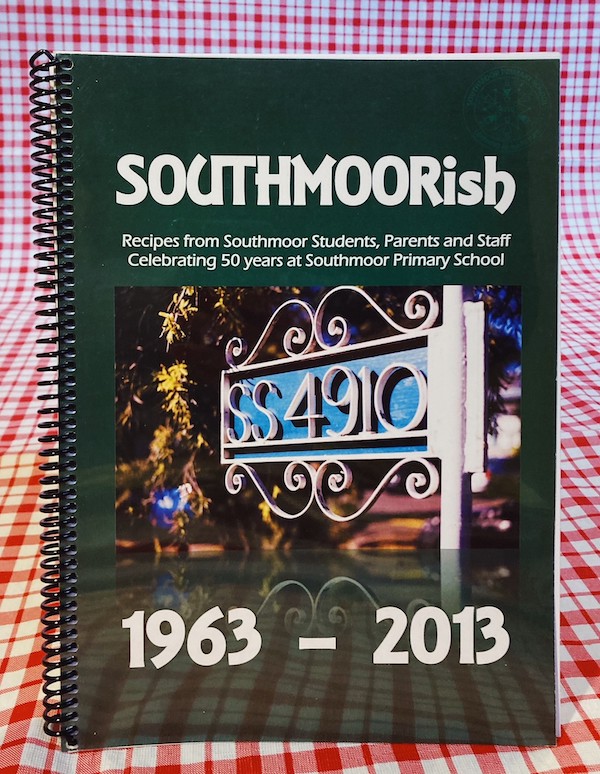 SOUTHMOORish
Recipes from Southmoor Students, Parents and Staff
Celebrating 50 years at Southmoor Primary School
SS 4910
1963 – 2013